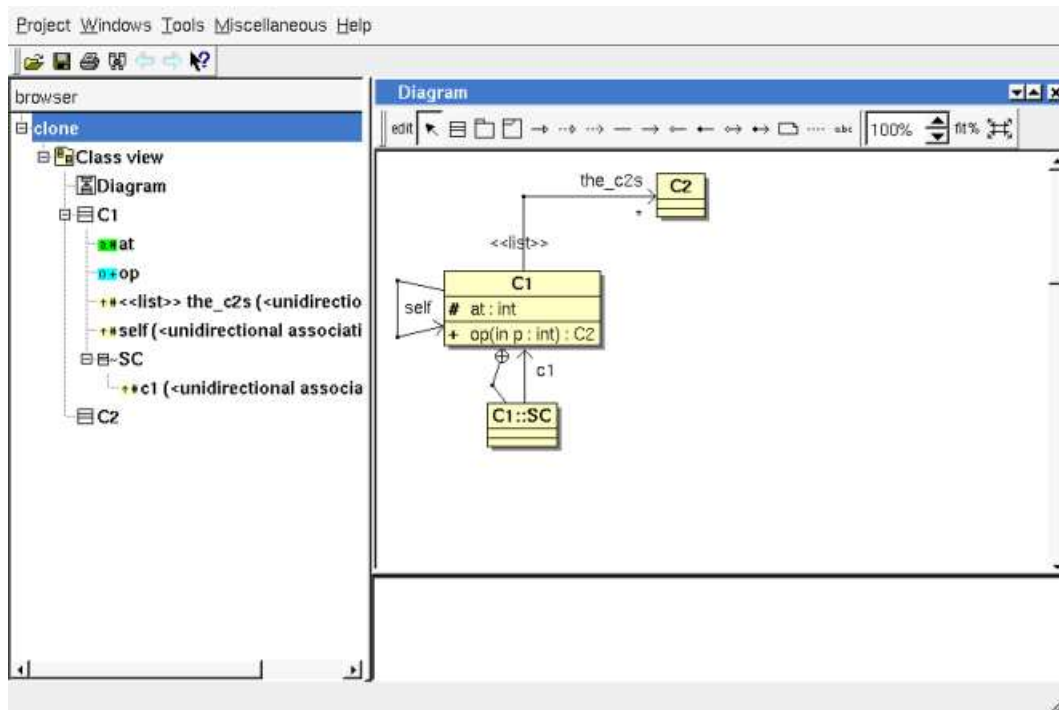 Project Windows Tools Miscellaneous Help
browser
clone
Class view
Diagram
C1
at
op
<<list>> the_c2s (<unidirectio
self (<unidirectional associati
SC
c1 (<unidirectional associa
C2
Diagram
edit abc 100% fit%
the_c2s
C2
*
<<list>>
C1
self
# at : int
+ op(in p : int) : C2
c1
C1::SC